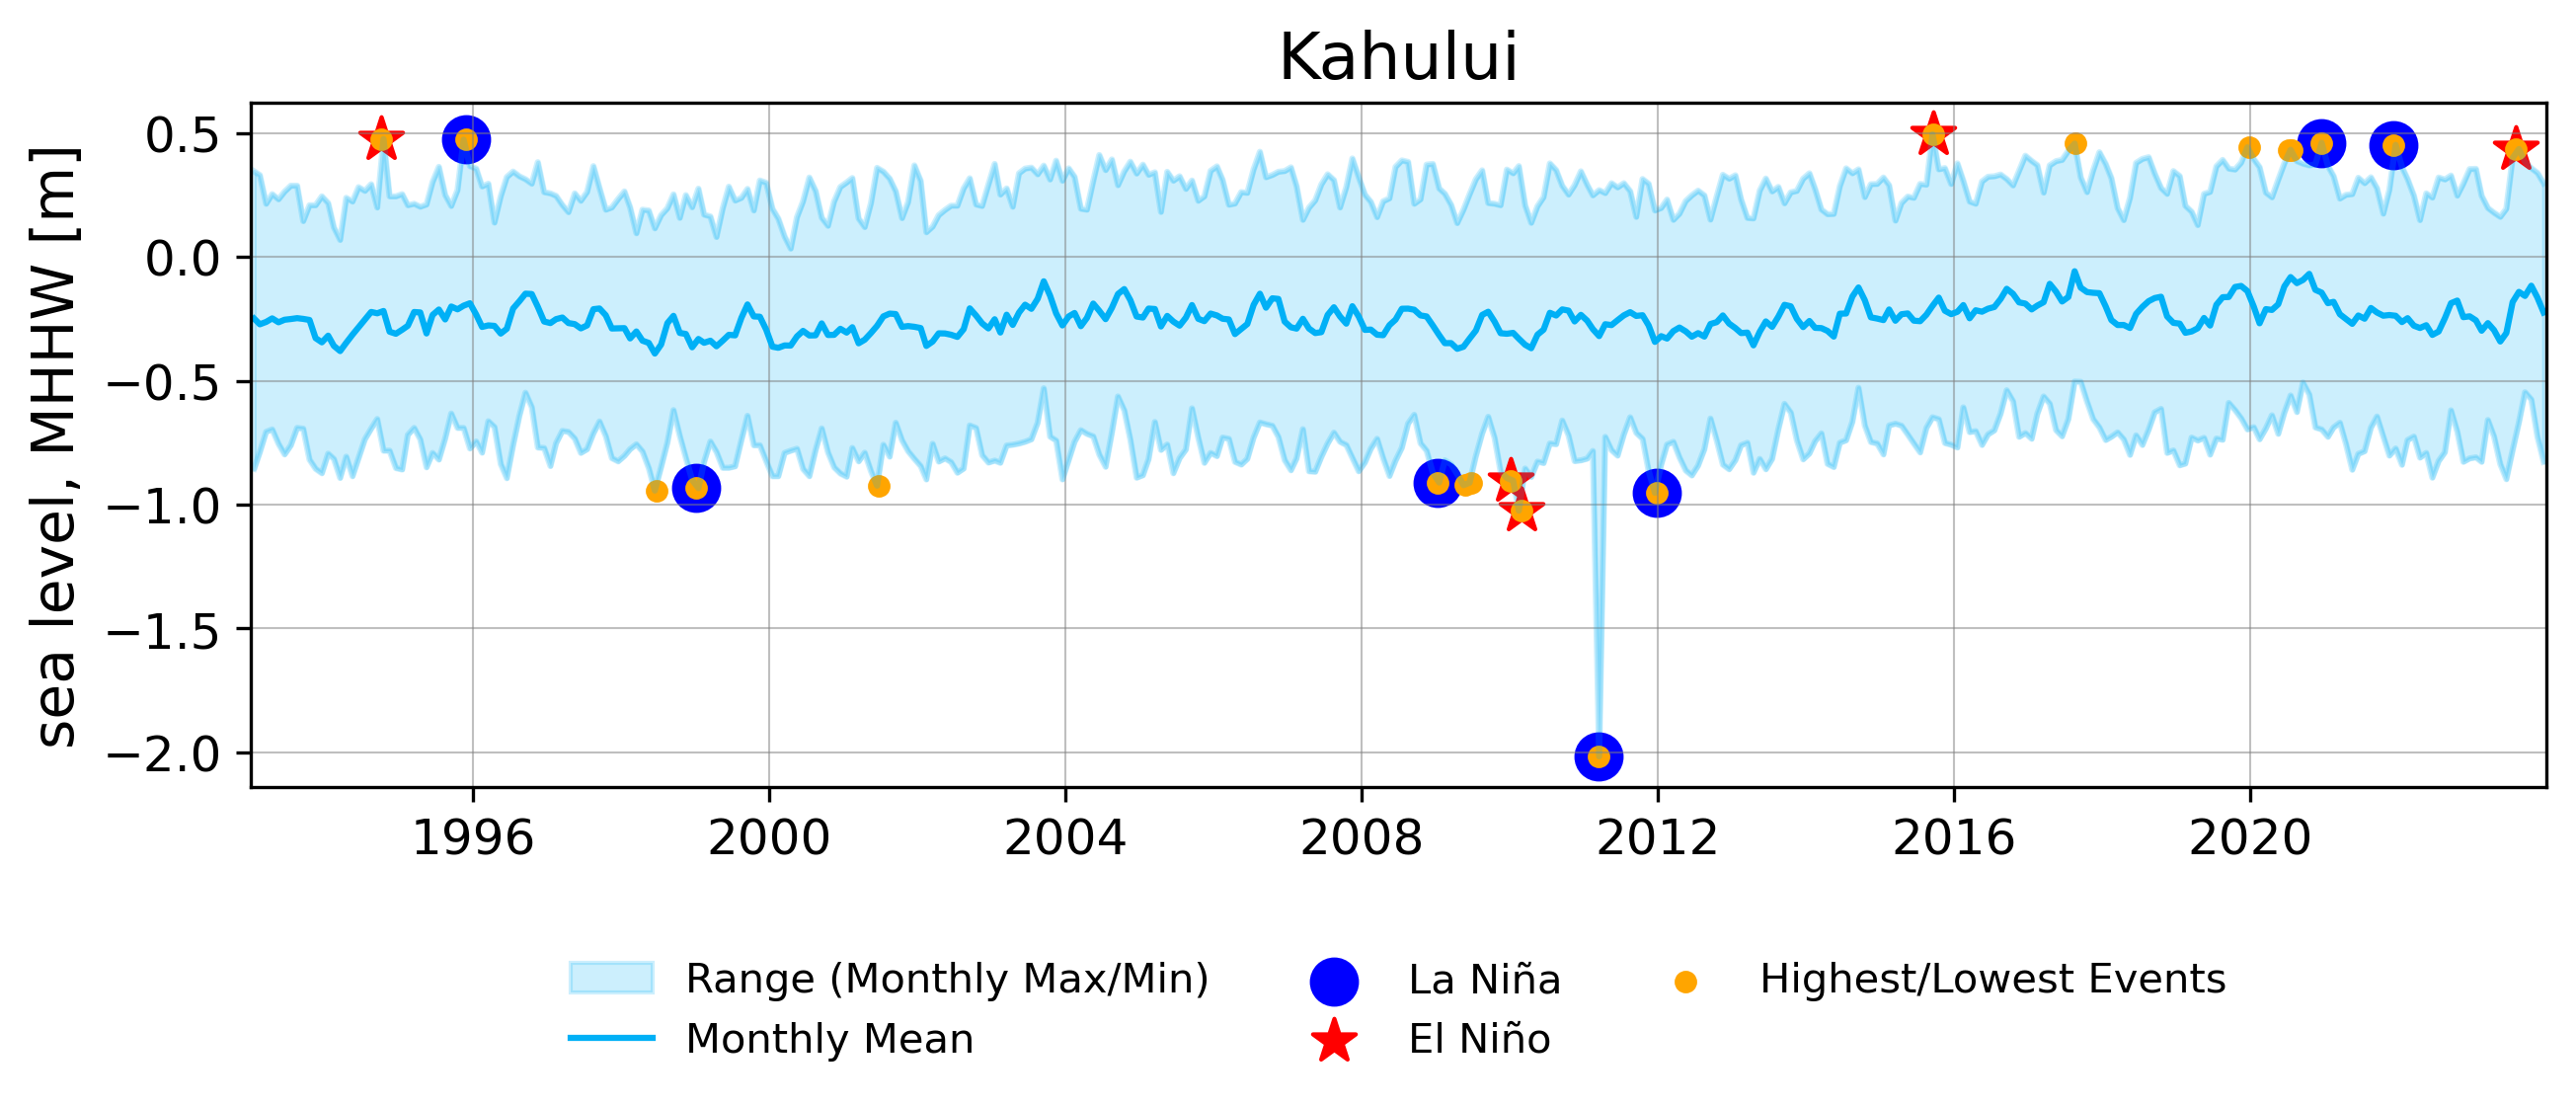 Kahului
sea level, MHHW [m]
0.5
0.0
−0.5
−1.0
−1.5
−2.0
1996 2000 2004 2008 2012 2016 2020
Range (Monthly Max/Min)
Monthly Mean
La Niña
El Niño
Highest/Lowest Events